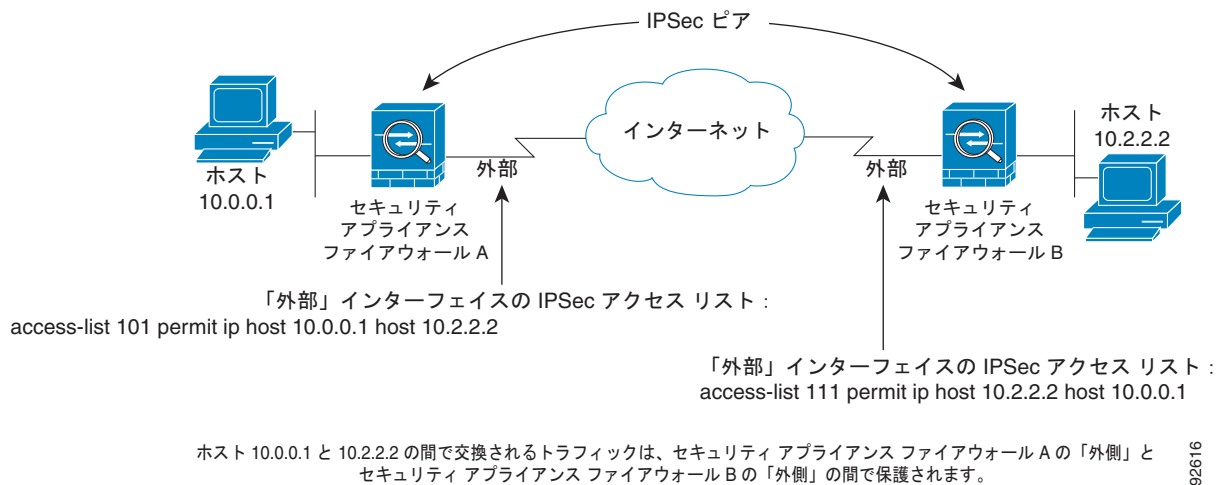 IPSec ピア
ホスト
10.0.0.1
セキュリティ
アプライアンス
ファイアウォール A
外部
インターネット
外部
セキュリティ
アプライアンス
ファイアウォール B
ホスト
10.2.2.2
「外部」インターフェイスの IPSec アクセス リスト :
access-list 101 permit ip host 10.0.0.1 host 10.2.2.2
「外部」インターフェイスの IPSec アクセス リスト :
access-list 111 permit ip host 10.2.2.2 host 10.0.0.1
ホスト 10.0.0.1 と 10.2.2.2 の間で交換されるトラフィックは、セキュリティ アプライアンス ファイアウォール A の「外側」と
セキュリティ アプライアンス ファイアウォール B の「外側」の間で保護されます。
92616